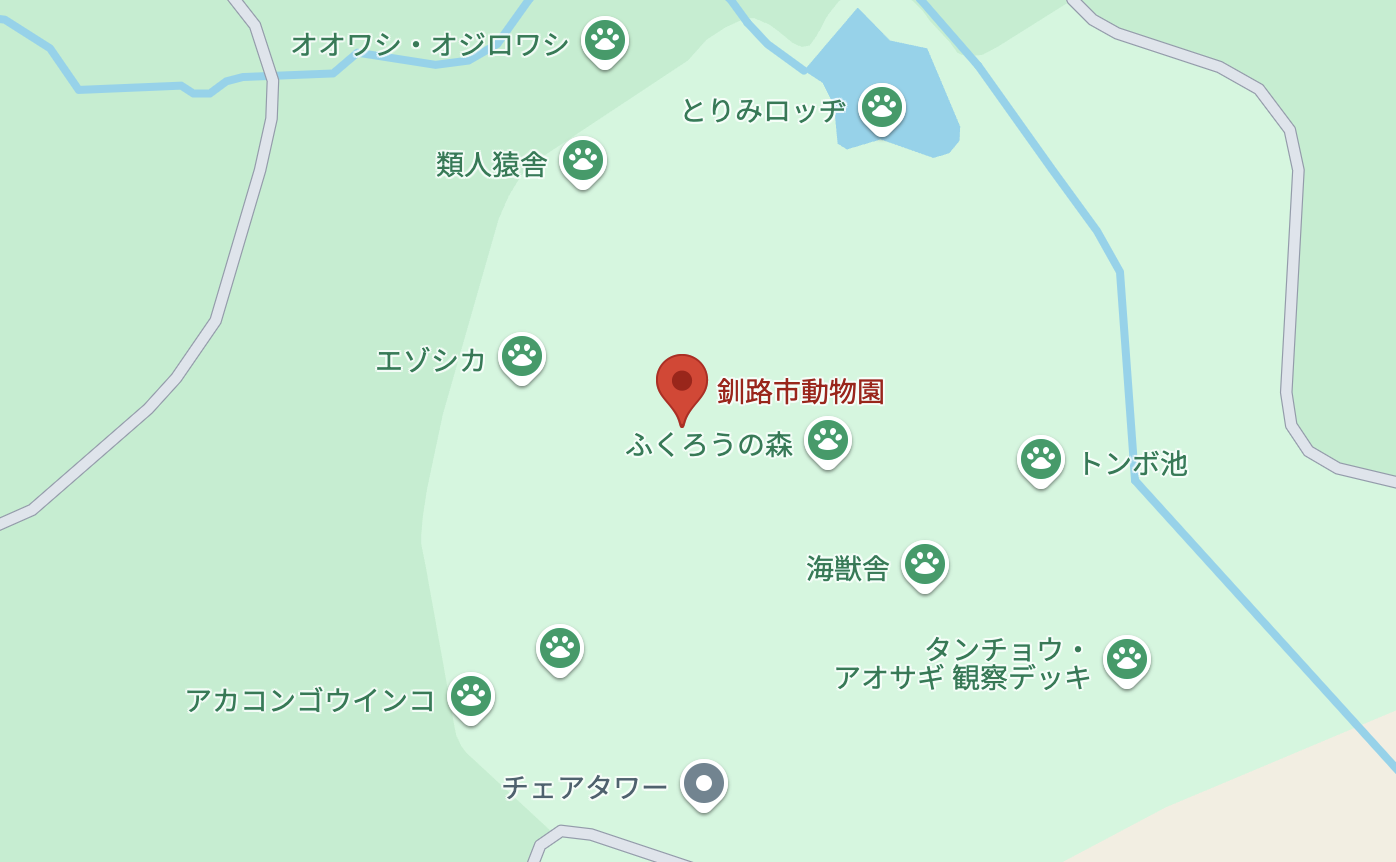 オオワシ・オジロワシ
とりみロッヂ
類人猿舎
エゾシカ
釧路市動物園
ふくろうの森
トンボ池
海獣舎
タンチョウ・
アオサギ 観察デッキ
アカコンゴウインコ
チェアタワー